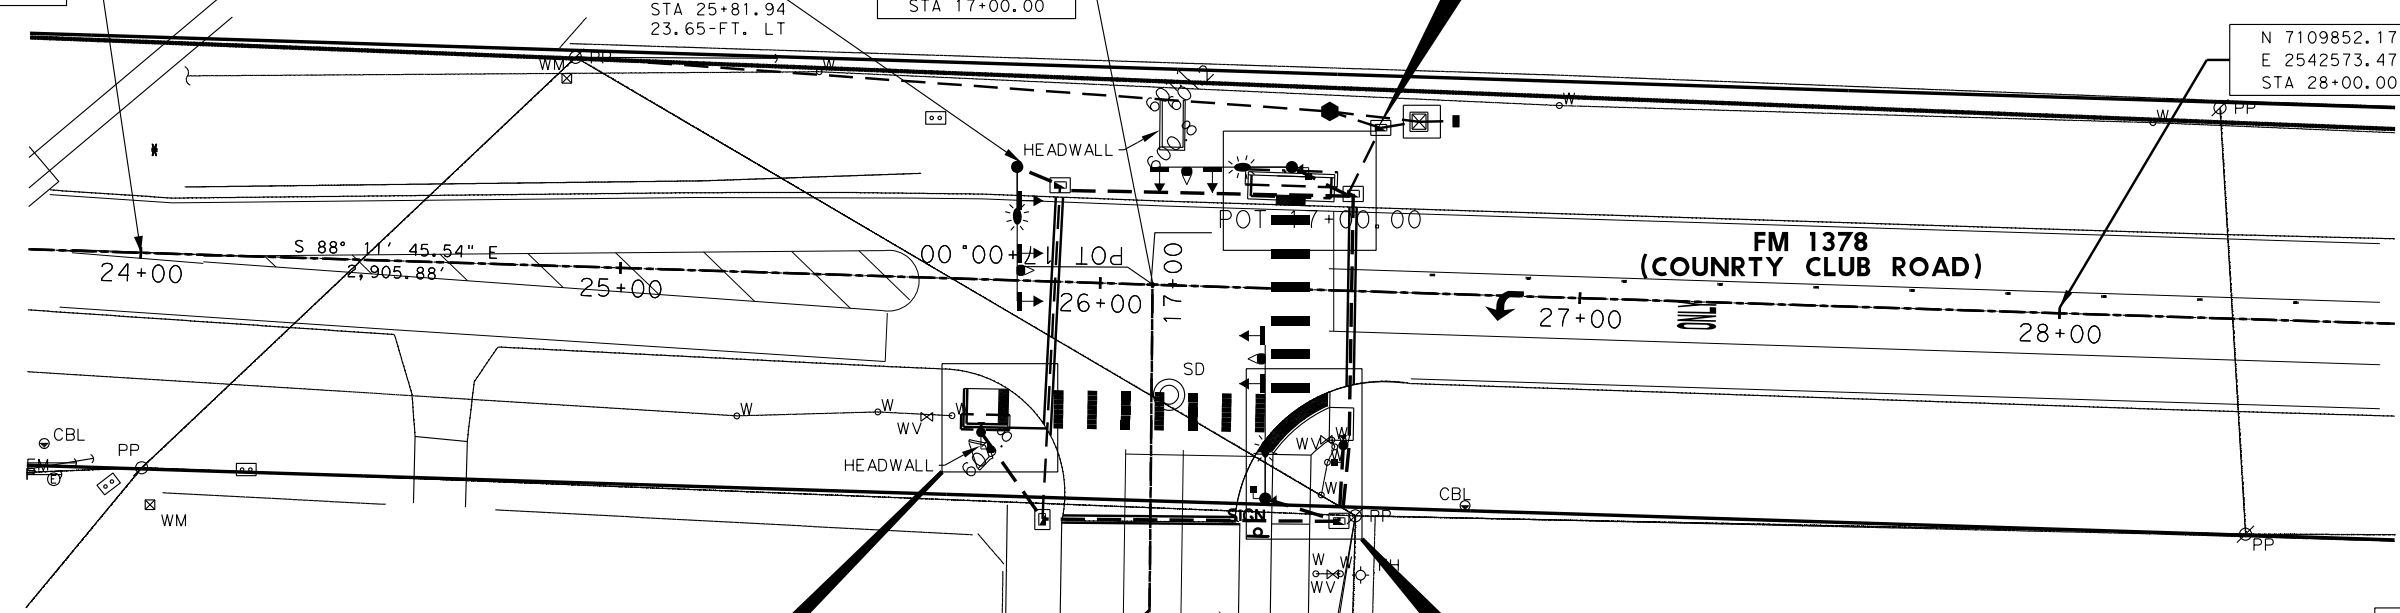 STA 25+81.94
23.65-FT. LT
STA 17+00.00
N 7109852.17
E 2542573.47
STA 28+00.00
PP
WM
W
W
W
PP
HEADWALL
POT 17+00.00
S 88° 11' 45.54" E
2,905.88'
POT 17+00.00
17+00
FM 1378
(COUNRTY CLUB ROAD)
24+00
25+00
26+00
27+00
28+00
ONLY
SD
W
W
W
WV
WV
W
CBL
PP
HEADWALL
W
CBL
WM
SIGN
PP
PP
W
W
WV